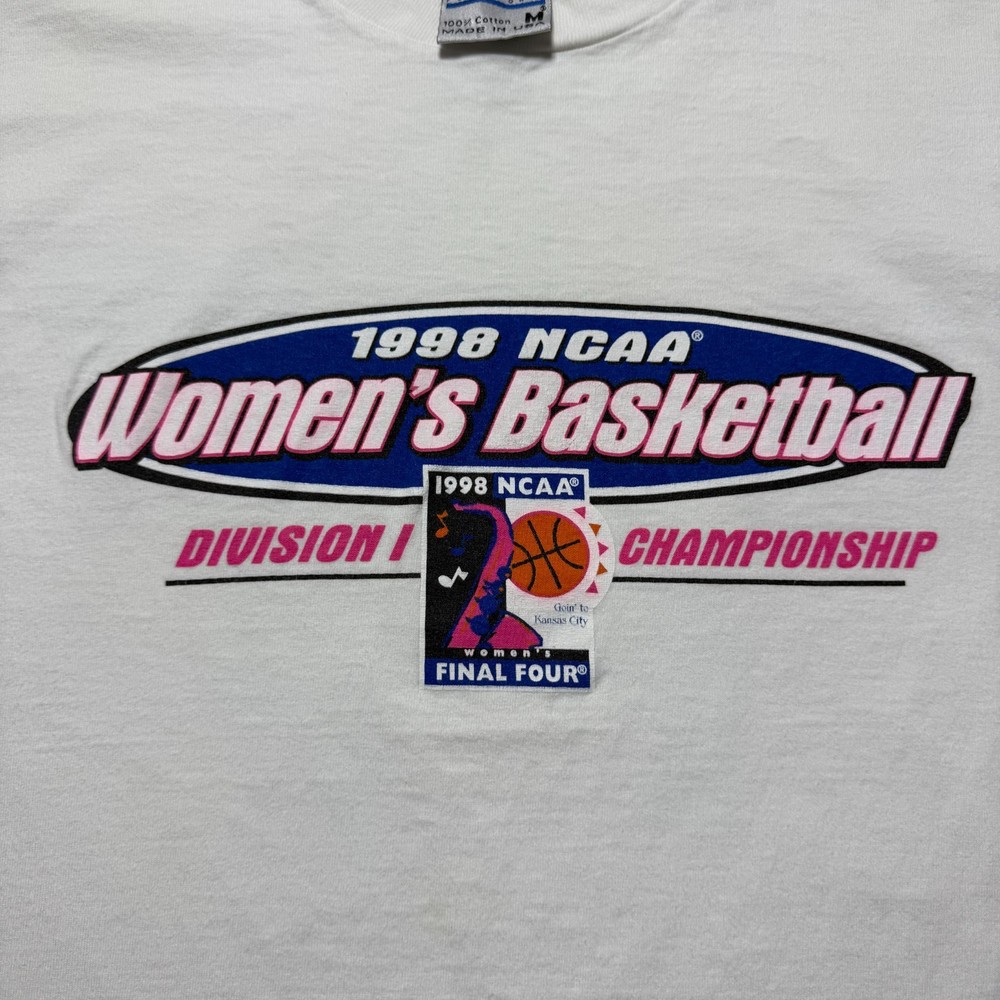 100% Cotton M
MADE IN USA
1998 NCAA®
Women's Basketball
DIVISION I CHAMPIONSHIP
1998 NCAA®
Goin' to
Kansas City
women's
FINAL FOUR®